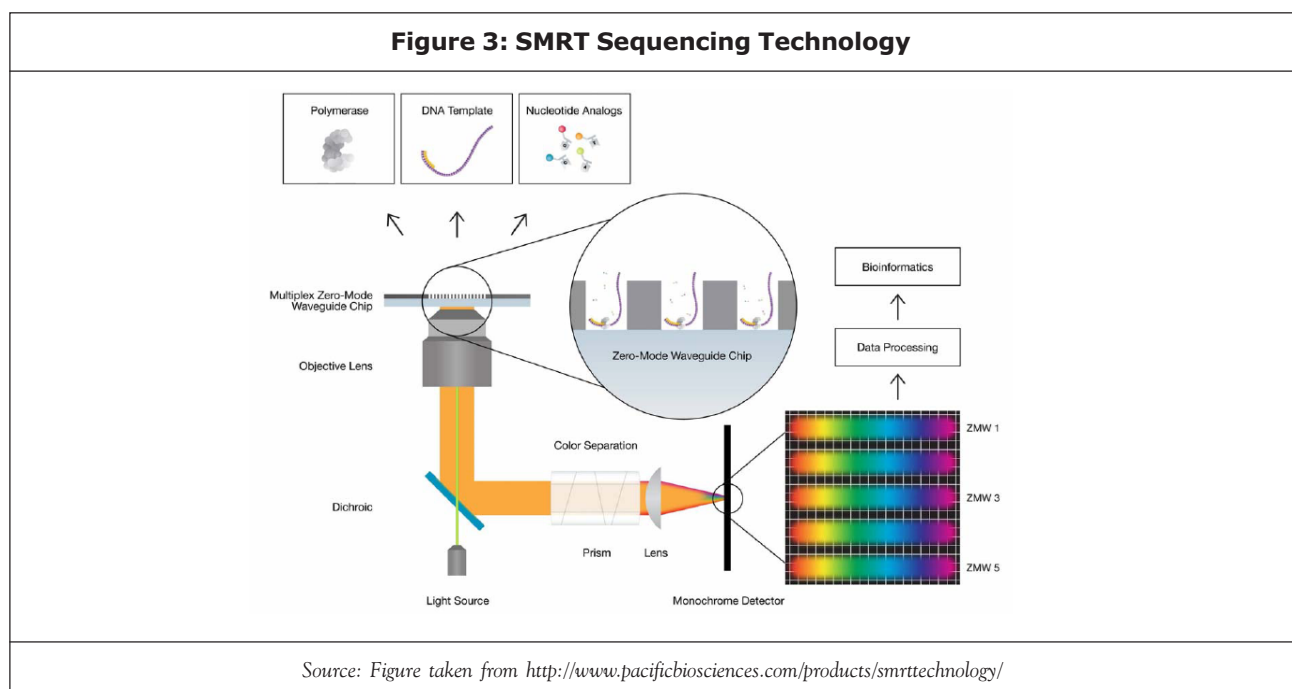 Figure 3: SMRT Sequencing Technology
Polymerase
DNA Template
Nucleotide Analogs
Multiplex Zero-Mode
Waveguide Chip
Zero-Mode Waveguide Chip
Objective Lens
Dichroic
Light Source
Color Separation
Prism
Lens
Monochrome Detector
Bioinformatics
Data Processing
ZMW 1
ZMW 3
ZMW 5
Source: Figure taken from http://www.pacificbiosciences.com/products/smrttechnology/